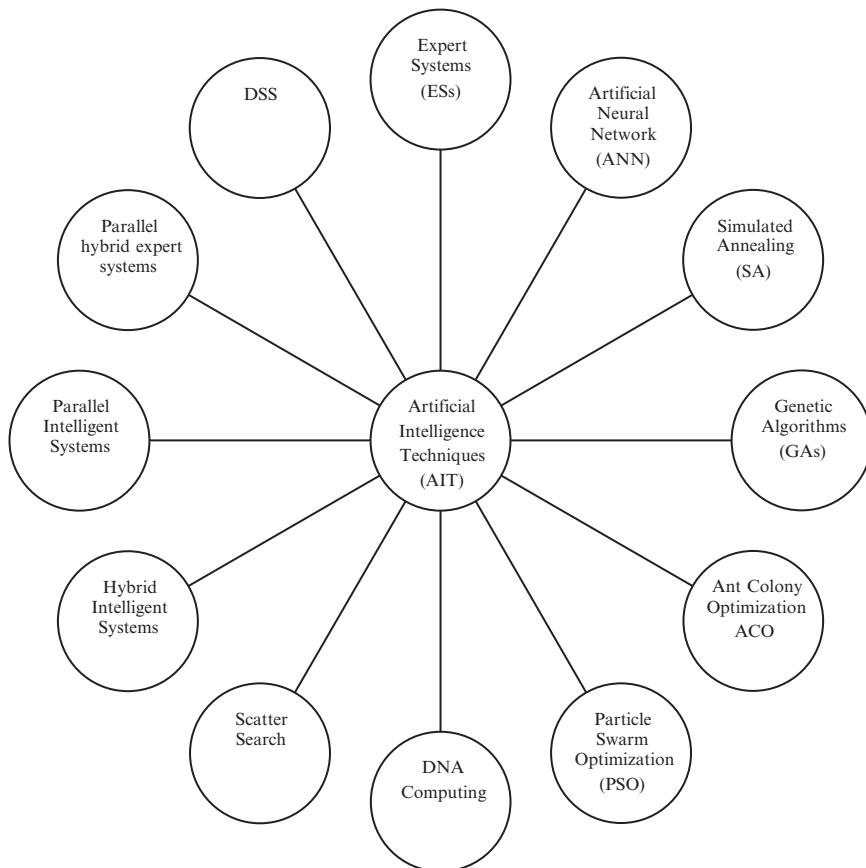 Expert
Systems
(ESs)
DSS
Artificial
Neural
Network
(ANN)
Parallel
hybrid expert
systems
Simulated
Annealing
(SA)
Parallel
Intelligent
Systems
Artificial
Intelligence
Techniques
(AIT)
Genetic
Algorithms
(GAs)
Hybrid
Intelligent
Systems
Ant Colony
Optimization
ACO
Scatter
Search
DNA
Computing
Particle
Swarm
Optimization
(PSO)